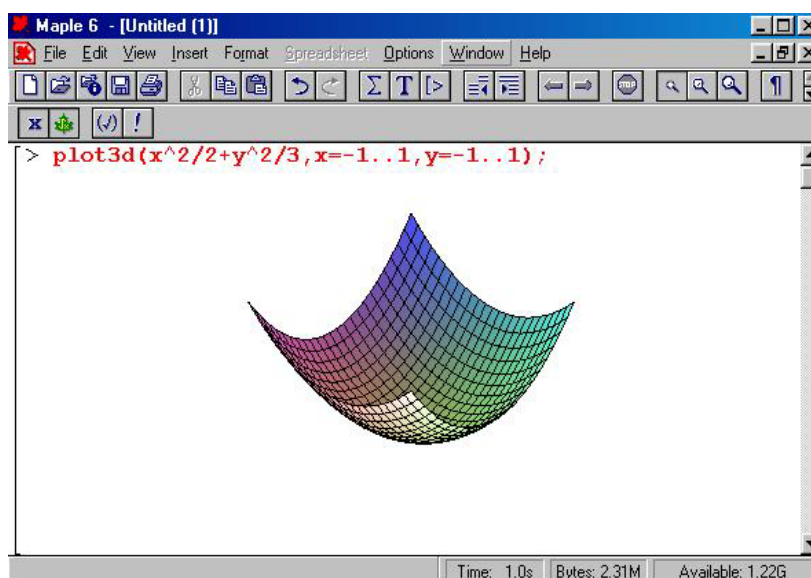 Maple 6 - [Untitled (1)]
File Edit View Insert Format Spreadsheet Options Window Help
Σ T [> STOP ¶
x (√) !
> plot3d(x^2/2+y^2/3,x=-1..1,y=-1..1);
Time: 1.0s Bytes: 2.31M Available: 1.22G